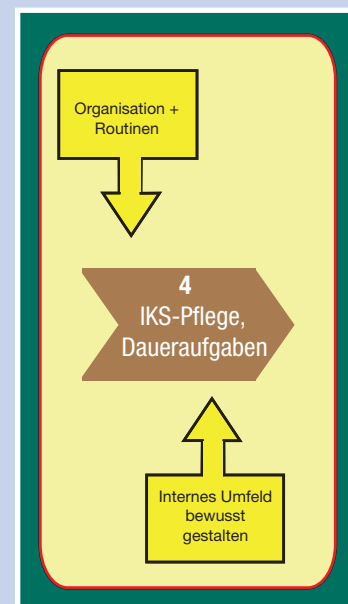 Organisation +
Routinen
4
IKS-Pflege,
Daueraufgaben
Internes Umfeld
bewusst
gestalten